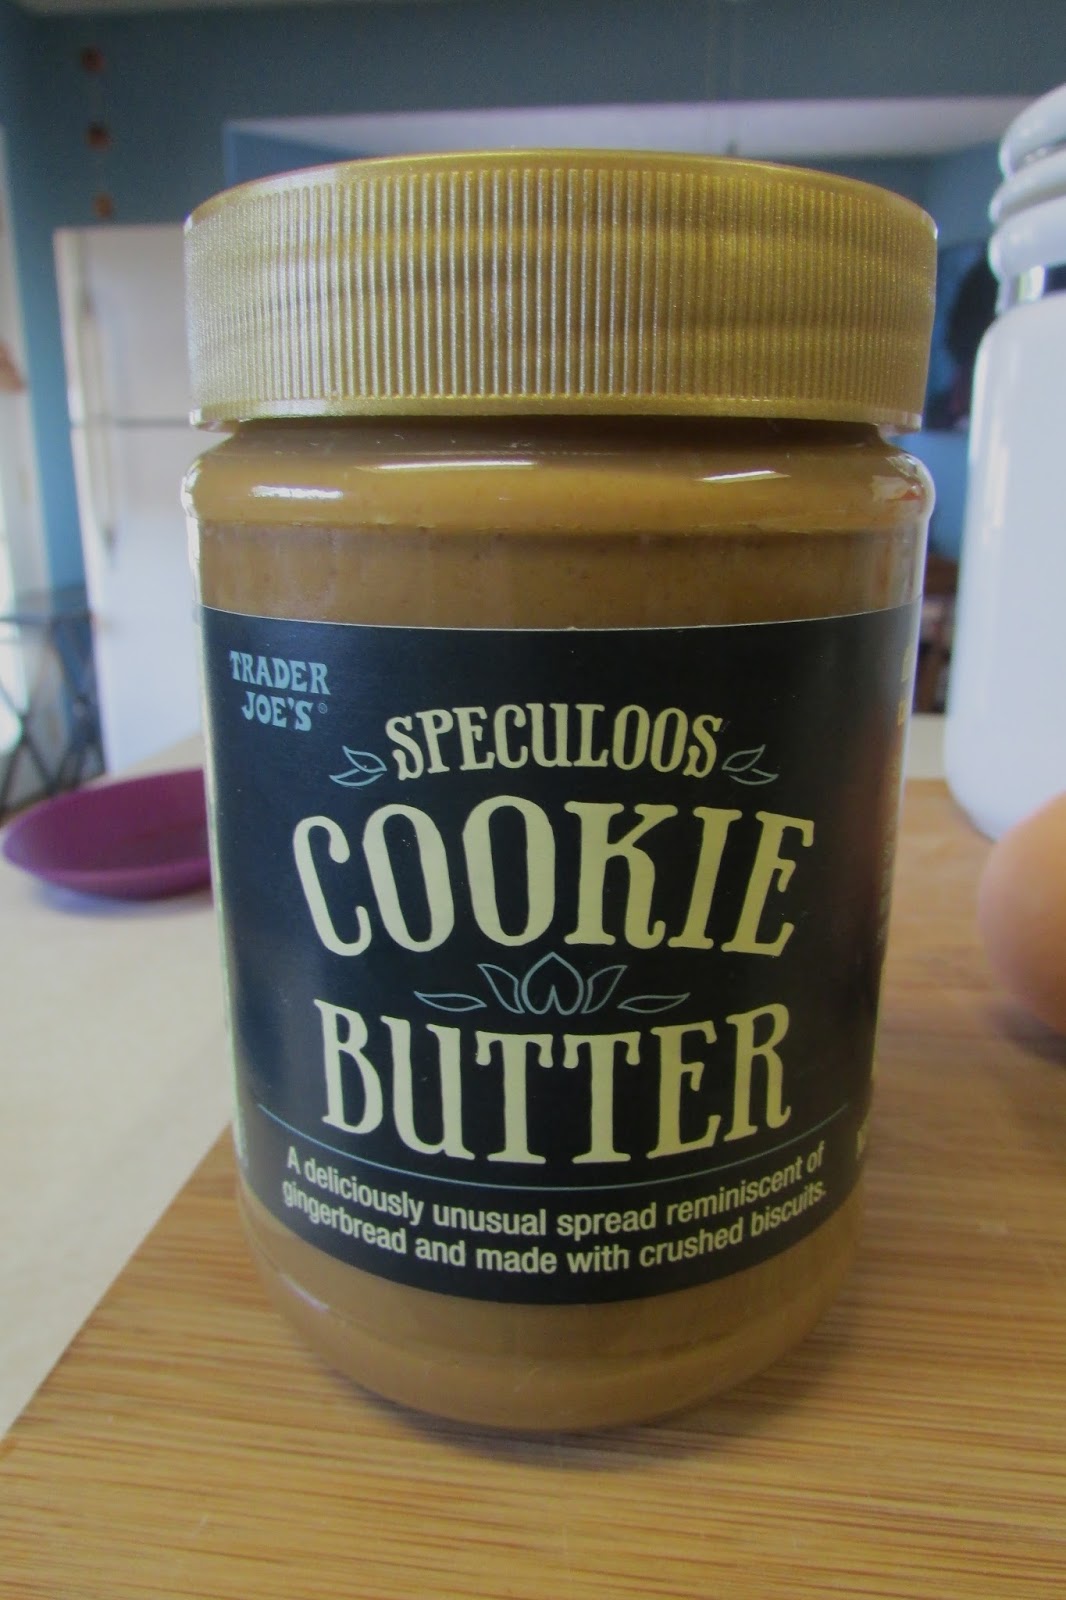 TRADER
JOE'S®
SPECULOOS
COOKIE
BUTTER
A deliciously unusual spread reminiscent of
gingerbread and made with crushed biscuits.